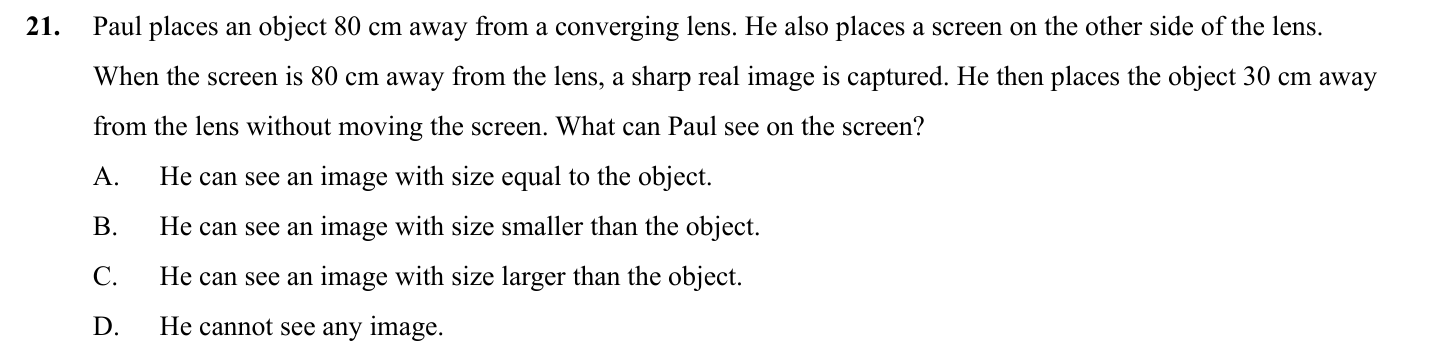 21. Paul places an object 80 cm away from a converging lens. He also places a screen on the other side of the lens.
When the screen is 80 cm away from the lens, a sharp real image is captured. He then places the object 30 cm away
from the lens without moving the screen. What can Paul see on the screen?
A. He can see an image with size equal to the object.
B. He can see an image with size smaller than the object.
C. He can see an image with size larger than the object.
D. He cannot see any image.